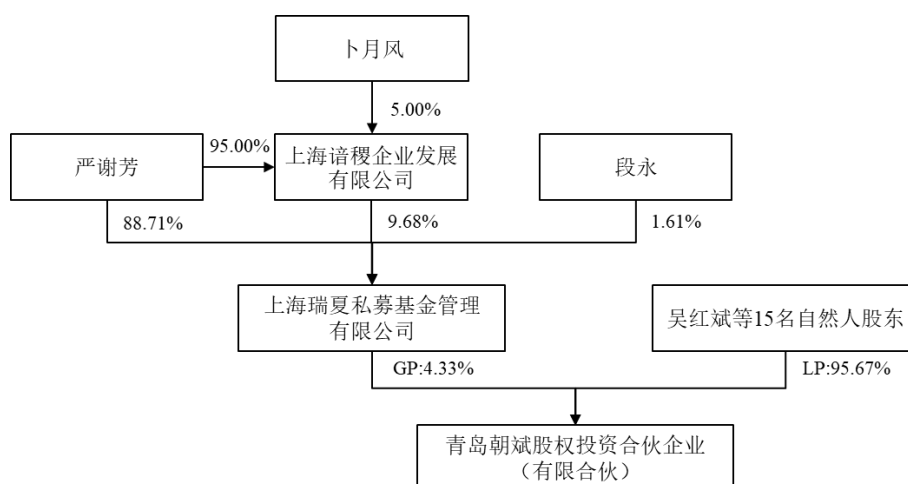 卜月风
5.00%
严谢芳
95.00%
上海谙稷企业发展
有限公司
段永
88.71%
9.68%
1.61%
上海瑞夏私募基金管理
有限公司
吴红斌等15名自然人股东
GP:4.33%
LP:95.67%
青岛朝斌股权投资合伙企业
（有限合伙）